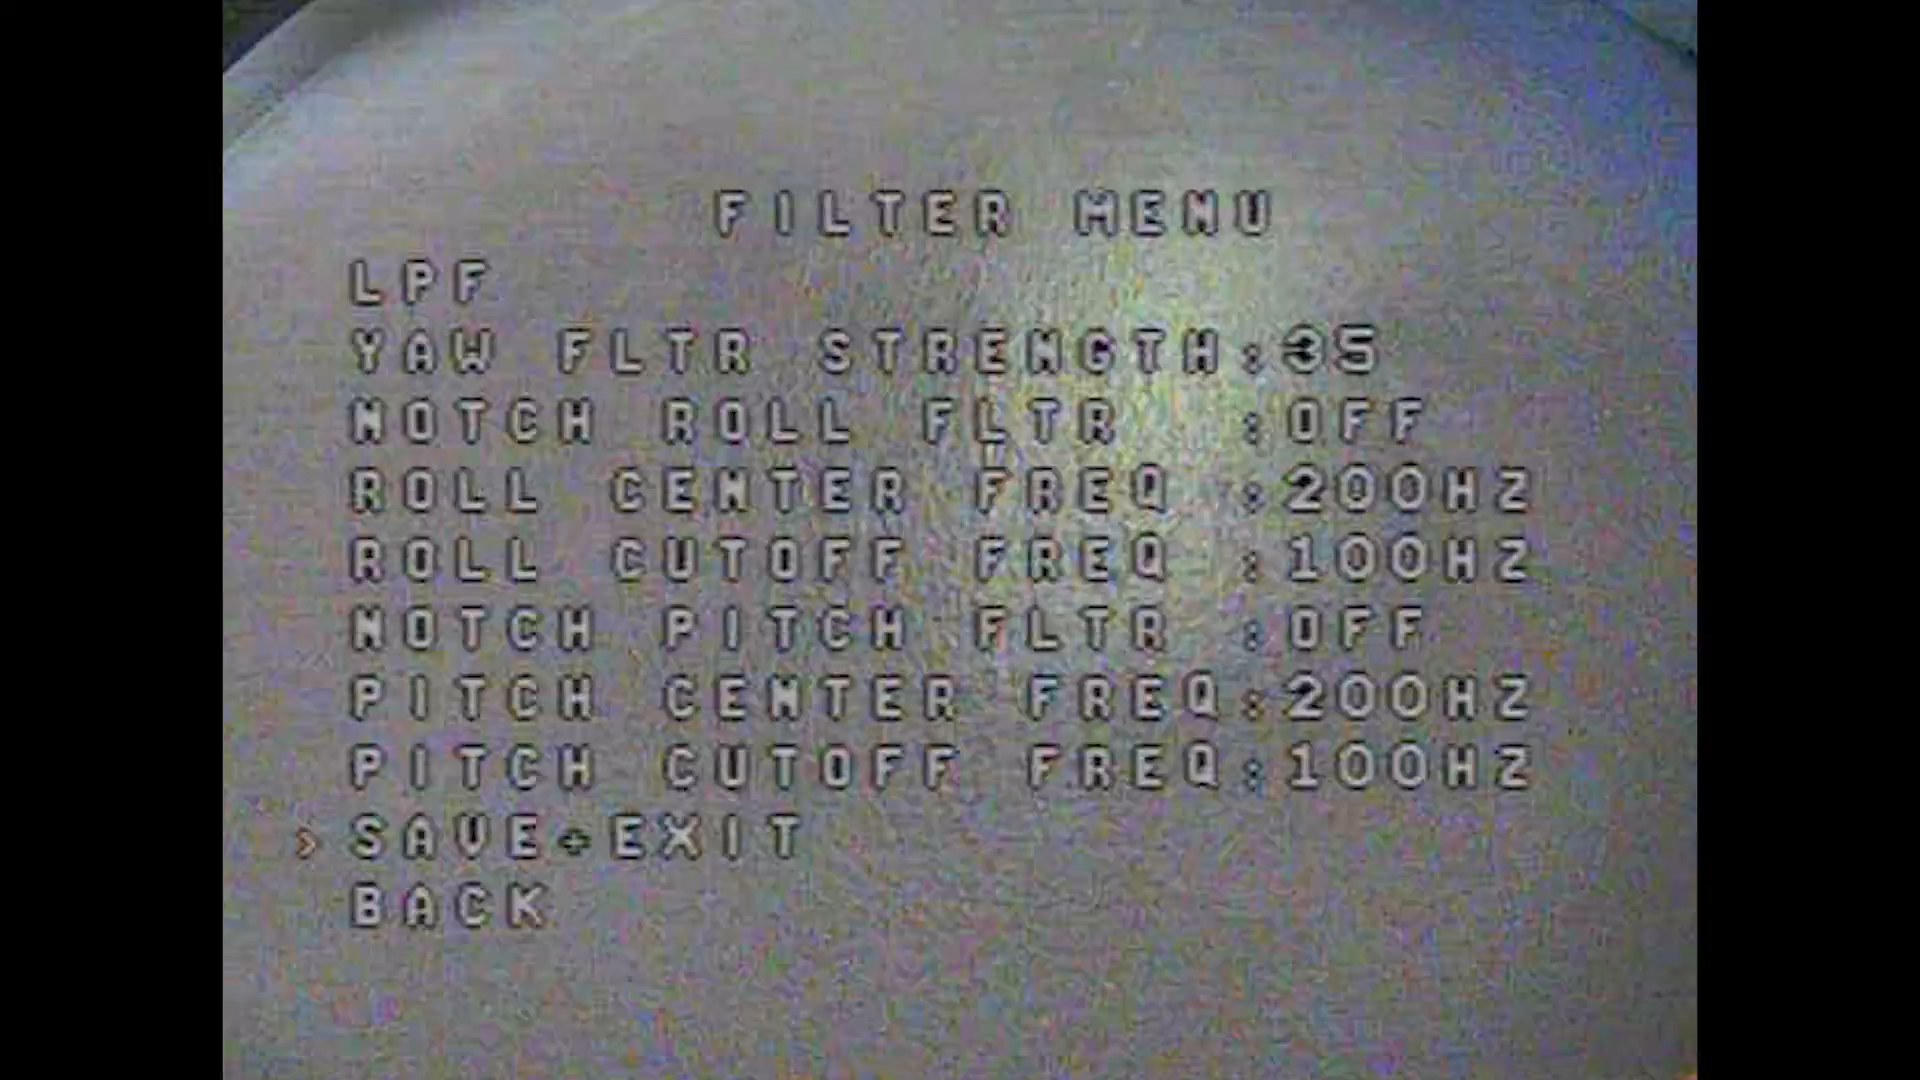 FILTER MENU
LPF
YAW FLTR STRENGTH:35
NOTCH ROLL FLTR :OFF
ROLL CENTER FREQ :200HZ
ROLL CUTOFF FREQ :100HZ
NOTCH PITCH FLTR :OFF
PITCH CENTER FREQ:200HZ
PITCH CUTOFF FREQ:100HZ
> SAVE+EXIT
BACK